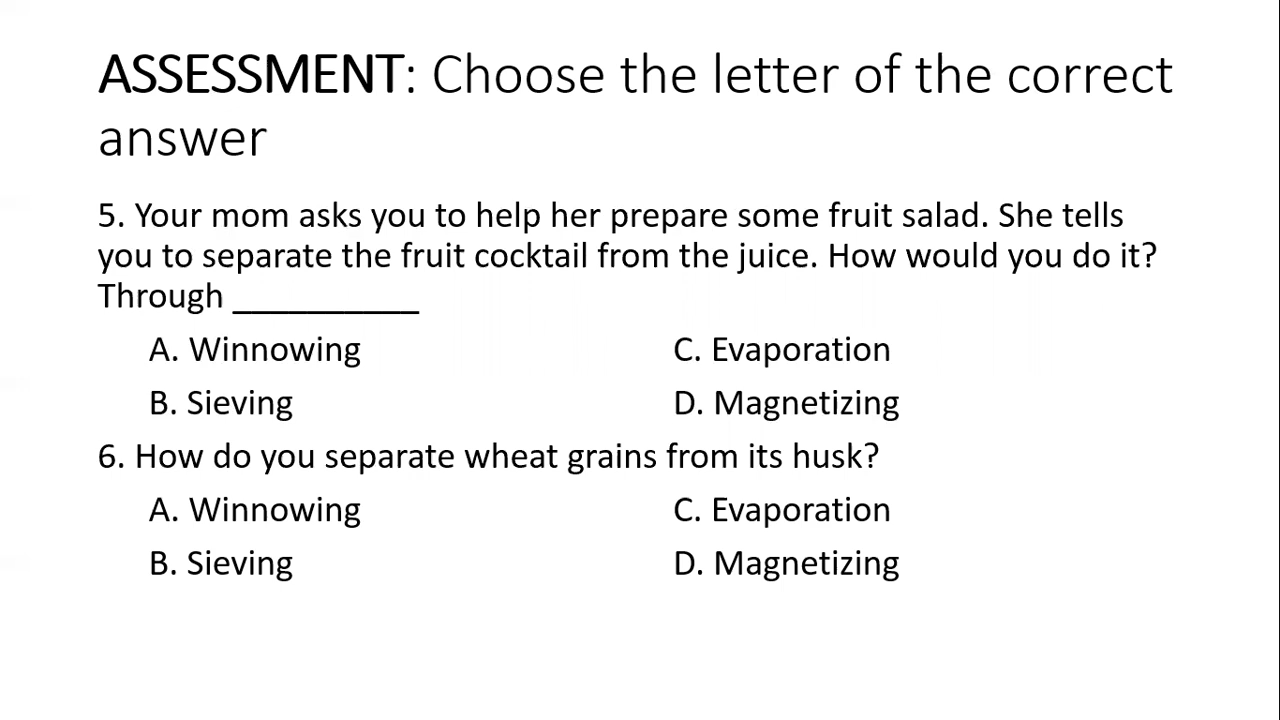 ASSESSMENT: Choose the letter of the correct
answer
5. Your mom asks you to help her prepare some fruit salad. She tells
you to separate the fruit cocktail from the juice. How would you do it?
Through __________
A. Winnowing C. Evaporation
B. Sieving D. Magnetizing
6. How do you separate wheat grains from its husk?
A. Winnowing C. Evaporation
B. Sieving D. Magnetizing